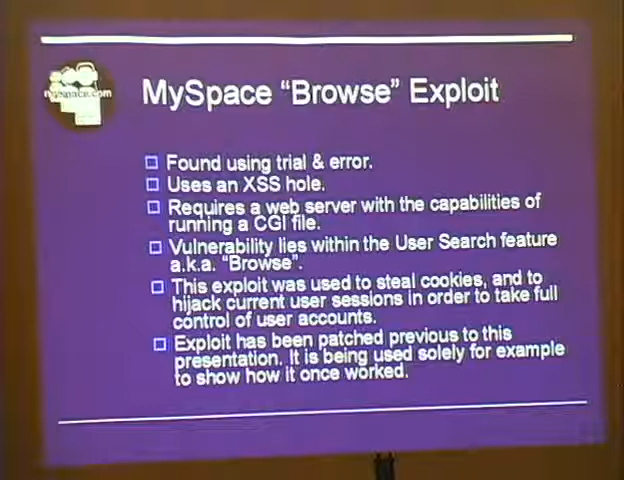 myspace.com
MySpace “Browse” Exploit
Found using trial & error.
Uses an XSS hole.
Requires a web server with the capabilities of
running a CGI file.
Vulnerability lies within the User Search feature
a.k.a. “Browse”.
This exploit was used to steal cookies, and to
hijack current user sessions in order to take full
control of user accounts.
Exploit has been patched previous to this
presentation. It is being used solely for example
to show how it once worked.